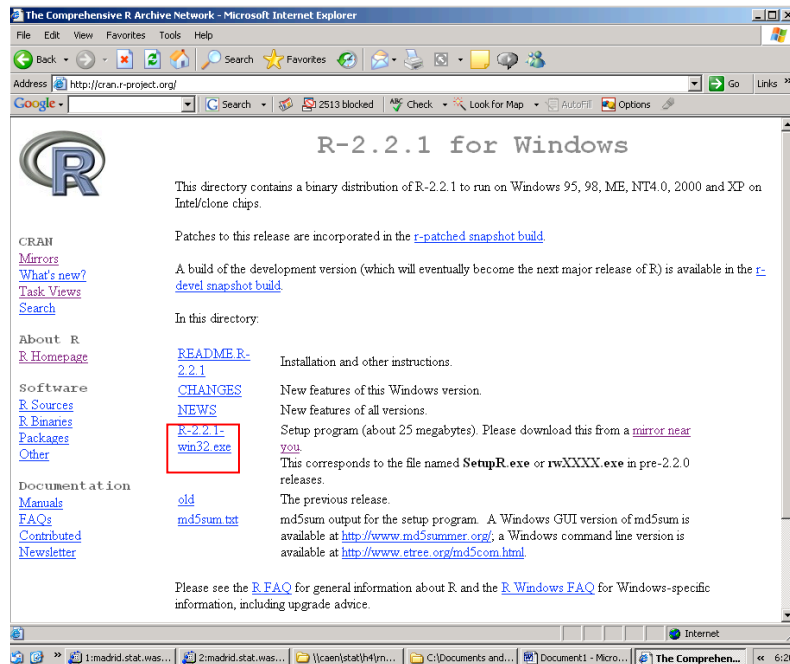 The Comprehensive R Archive Network - Microsoft Internet Explorer
File Edit View Favorites Tools Help
Back Search Favorites
Address http://cran.r-project.org/ Go Links »
Google Search 2513 blocked ABC Check Look for Map AutoFill Options
R
R-2.2.1 for Windows
This directory contains a binary distribution of R-2.2.1 to run on Windows 95, 98, ME, NT4.0, 2000 and XP on
Intel/clone chips.
Patches to this release are incorporated in the r-patched snapshot build.
A build of the development version (which will eventually become the next major release of R) is available in the r-
devel snapshot build.
In this directory:
CRAN
Mirrors
What's new?
Task Views
Search
About R
R Homepage
Software
R Sources
R Binaries
Packages
Other
Documentation
Manuals
FAQs
Contributed
Newsletter
README.R-
2.2.1
Installation and other instructions.
CHANGES New features of this Windows version.
NEWS New features of all versions.
R-2.2.1-
win32.exe
Setup program (about 25 megabytes). Please download this from a mirror near
you.
This corresponds to the file named SetupR.exe or rwXXXX.exe in pre-2.2.0
releases.
old The previous release.
md5sum.txt md5sum output for the setup program. A Windows GUI version of md5sum is
available at http://www.md5summer.org/; a Windows command line version is
available at http://www.etree.org/md5com.html.
Please see the R FAQ for general information about R and the R Windows FAQ for Windows-specific
information, including upgrade advice.
Internet
» 1:madrid.stat.was... 2:madrid.stat.was... \\caen\stat\h4\rn... C:\Documents and... Document1 - Micro... The Comprehen... « 6:20